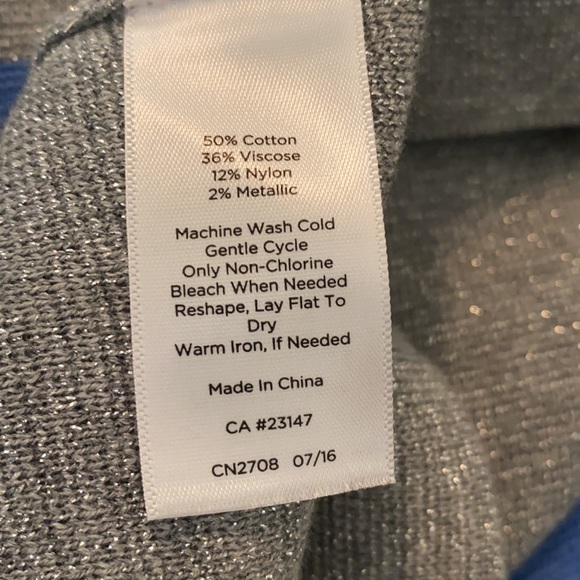 50% Cotton
36% Viscose
12% Nylon
2% Metallic
Machine Wash Cold
Gentle Cycle
Only Non-Chlorine
Bleach When Needed
Reshape, Lay Flat To
Dry
Warm Iron, If Needed
Made In China
CA #23147
CN2708 07/16